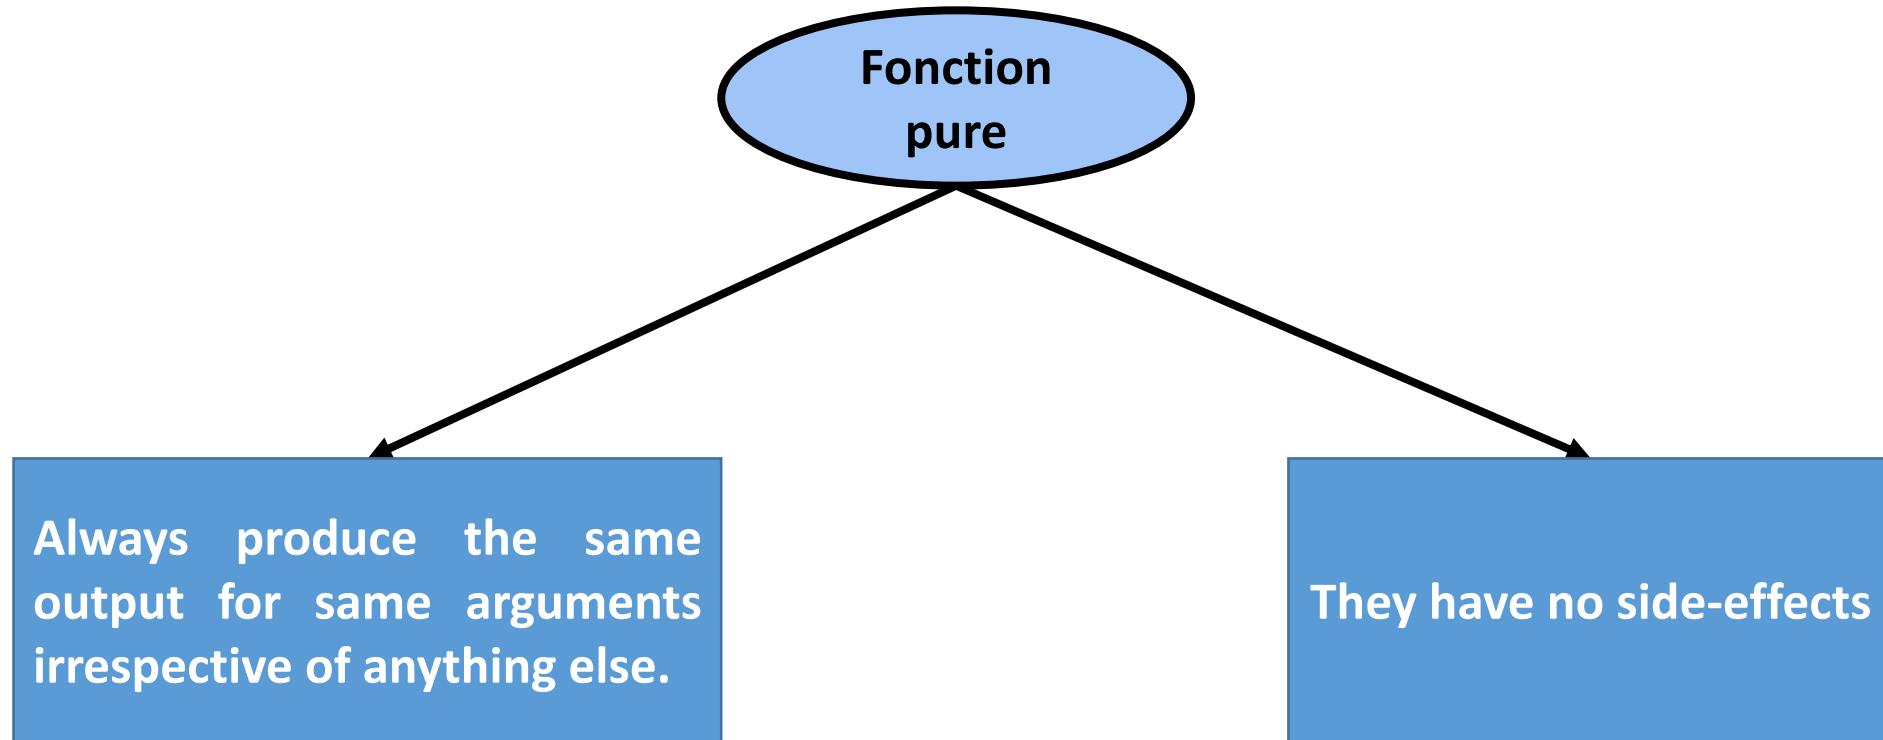 Fonction
pure
Always produce the same
output for same arguments
irrespective of anything else.
They have no side-effects